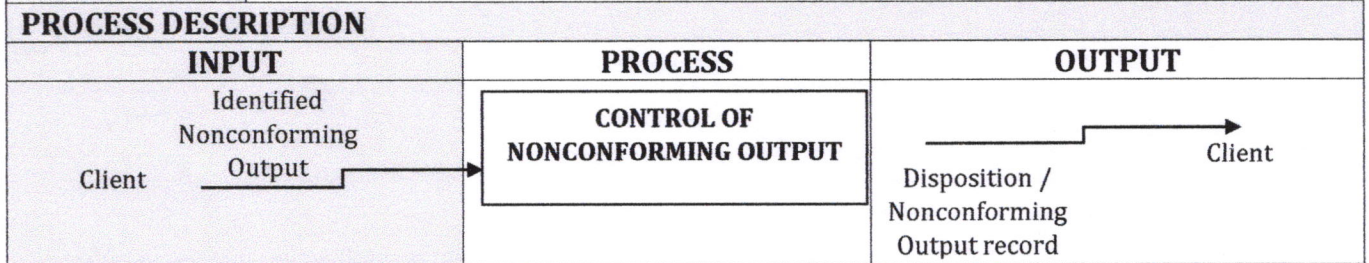 PROCESS DESCRIPTION
INPUT
PROCESS
OUTPUT
Identified
Nonconforming
Output
Client
CONTROL OF
NONCONFORMING OUTPUT
Client
Disposition /
Nonconforming
Output record